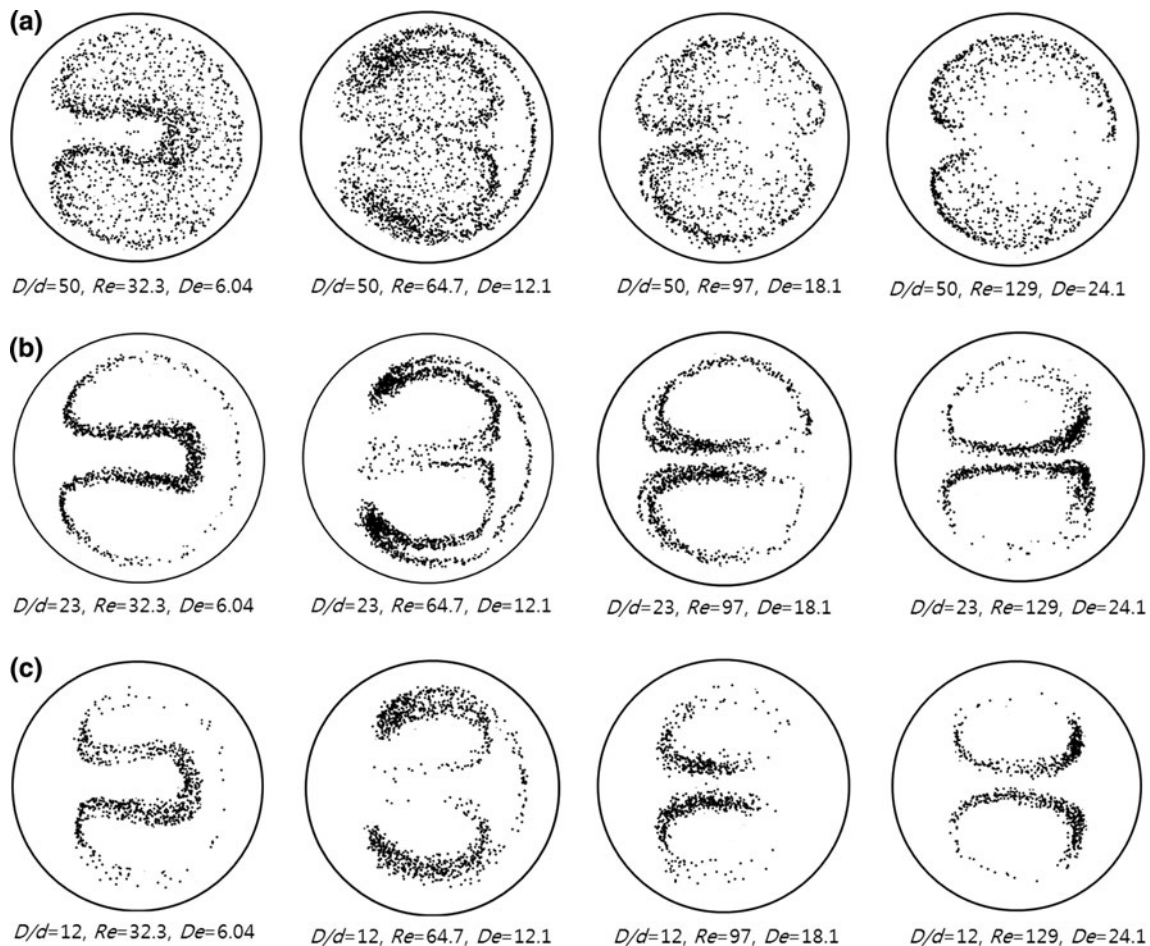 (a)
D/d=50, Re=32.3, De=6.04
D/d=50, Re=64.7, De=12.1
D/d=50, Re=97, De=18.1
D/d=50, Re=129, De=24.1
(b)
D/d=23, Re=32.3, De=6.04
D/d=23, Re=64.7, De=12.1
D/d=23, Re=97, De=18.1
D/d=23, Re=129, De=24.1
(c)
D/d=12, Re=32.3, De=6.04
D/d=12, Re=64.7, De=12.1
D/d=12, Re=97, De=18.1
D/d=12, Re=129, De=24.1